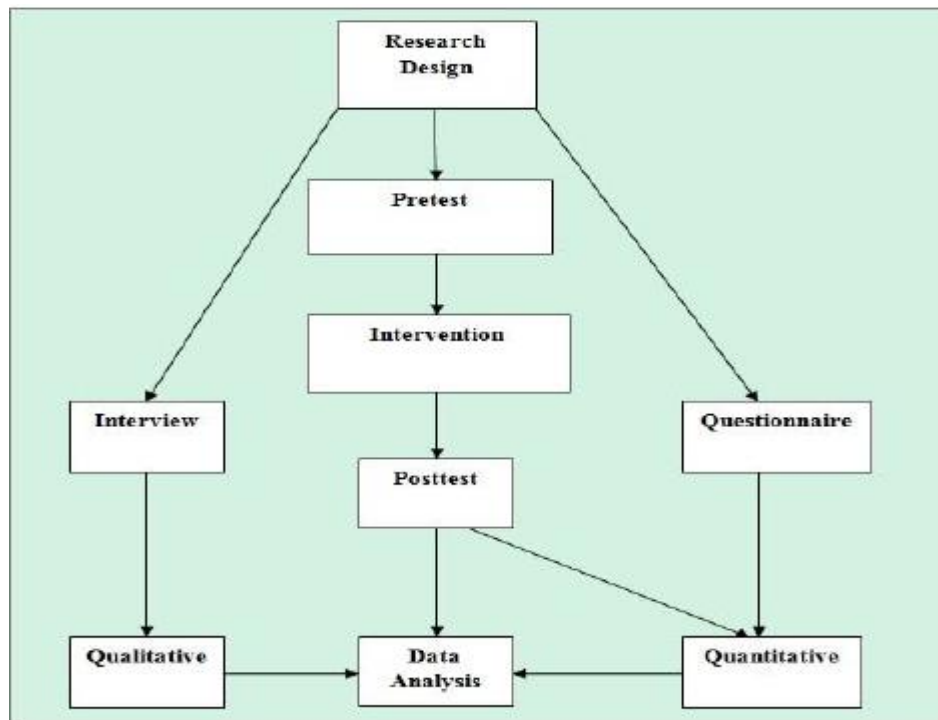 Research
Design
Pretest
Intervention
Interview
Questionnaire
Posttest
Qualitative
Data
Analysis
Quantitative